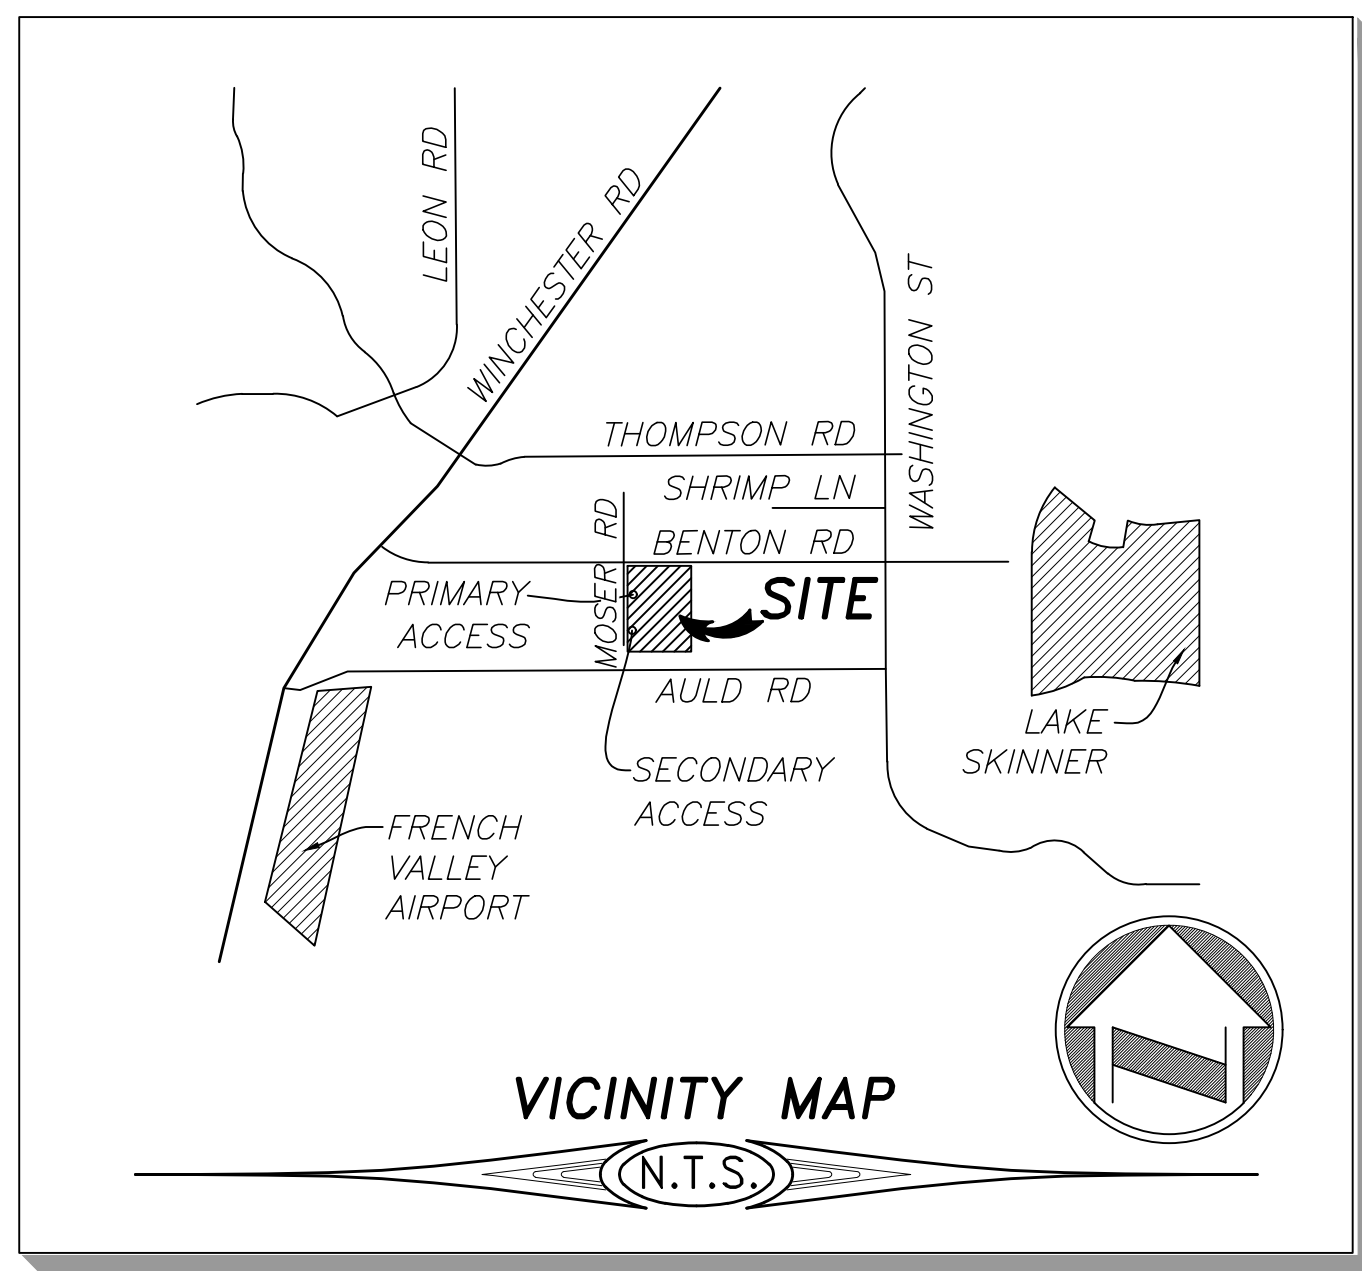 LEON RD
WINCHESTER RD
WASHINGTON ST
THOMPSON RD
SHRIMP LN
MOSER RD
BENTON RD
PRIMARY
ACCESS
SITE
AULD RD
LAKE
SKINNER
SECONDARY
ACCESS
FRENCH
VALLEY
AIRPORT
N
VICINITY MAP
N.T.S.